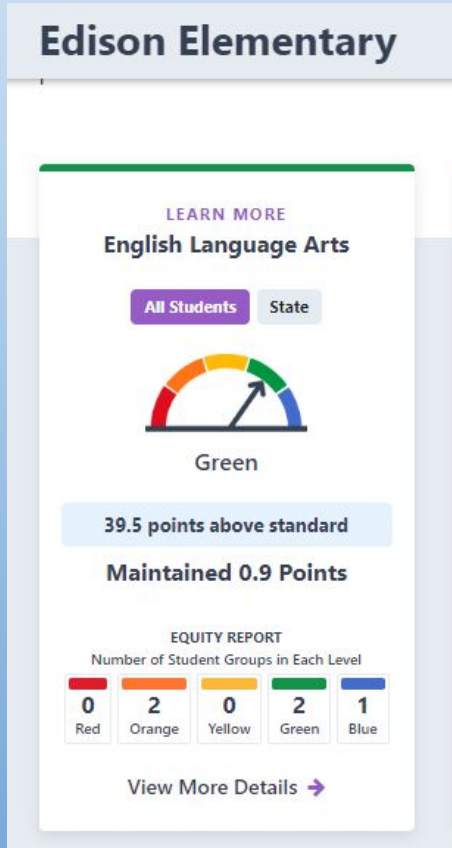 Edison Elementary
LEARN MORE
English Language Arts
All Students State
Green
39.5 points above standard
Maintained 0.9 Points
EQUITY REPORT
Number of Student Groups in Each Level
0 2 0 2 1
Red Orange Yellow Green Blue
View More Details →